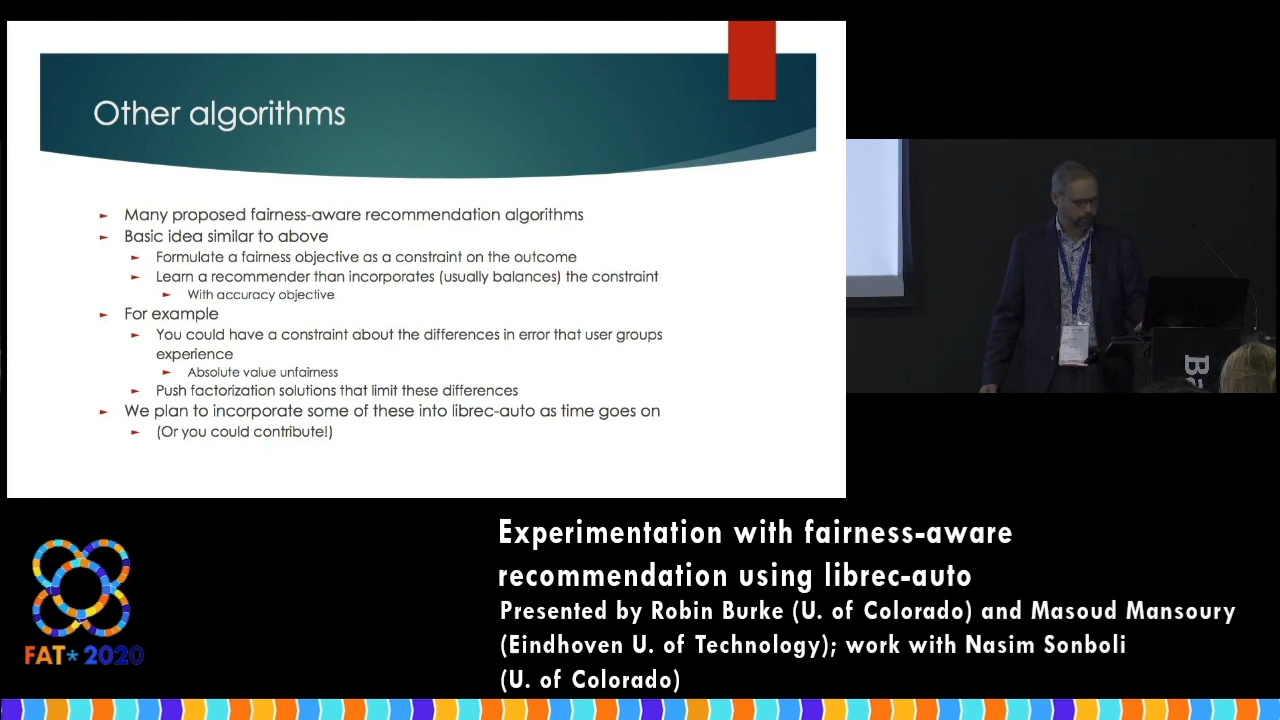 Other algorithms
Many proposed fairness-aware recommendation algorithms
Basic idea similar to above
Formulate a fairness objective as a constraint on the outcome
Learn a recommender than incorporates (usually balances) the constraint
With accuracy objective
For example
You could have a constraint about the differences in error that user groups
experience
Absolute value unfairness
Push factorization solutions that limit these differences
We plan to incorporate some of these into librec-auto as time goes on
(Or you could contribute!)
Ba
Experimentation with fairness-aware
recommendation using librec-auto
Presented by Robin Burke (U. of Colorado) and Masoud Mansoury
(Eindhoven U. of Technology); work with Nasim Sonboli
(U. of Colorado)
FAT* 2020